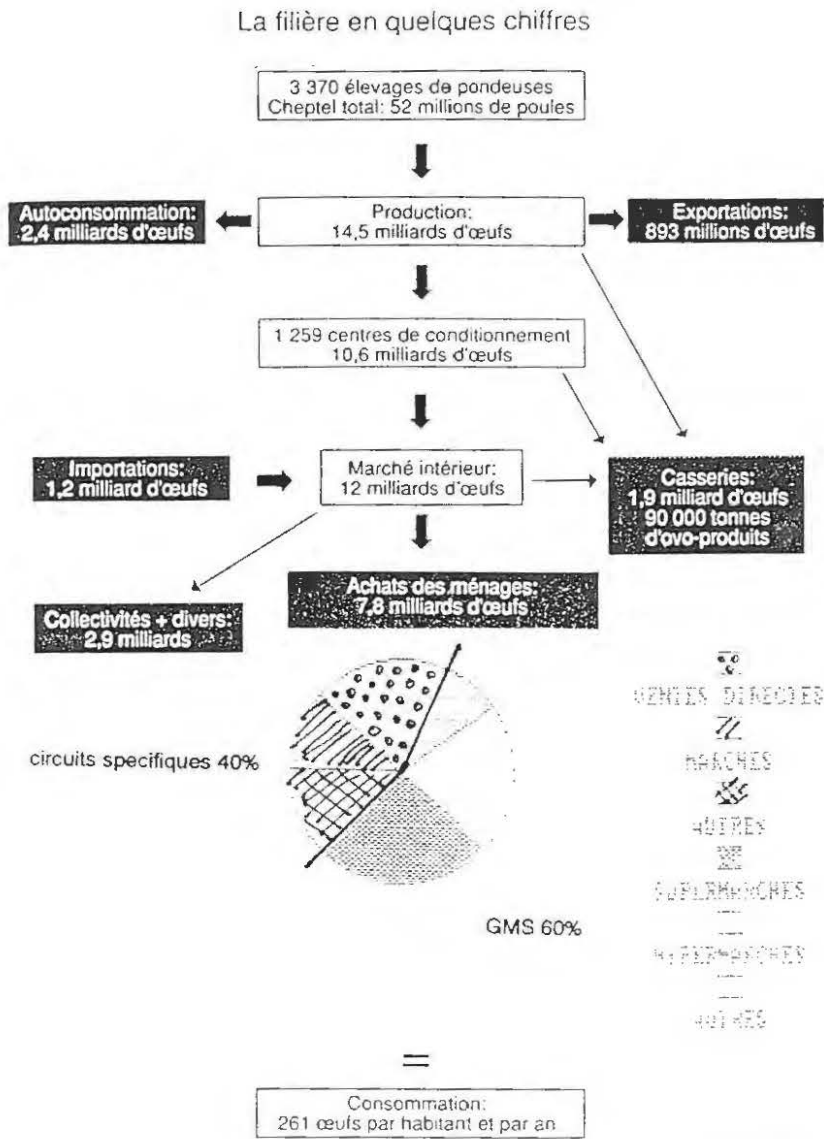 La filière en quelques chiffres
3 370 élevages de pondeuses
Cheptel total: 52 millions de poules
Autoconsommation:
2,4 milliards d'œufs
Production:
14,5 milliards d'œufs
Exportations:
893 millions d'œufs
1 259 centres de conditionnement
10,6 milliards d'œufs
Importations:
1,2 milliard d'œufs
Marché intérieur:
12 milliards d'œufs
Casseries:
1,9 milliard d'œufs
90 000 tonnes
d'ovo-produits
Achats des ménages:
7,8 milliards d'œufs
Collectivités + divers:
2,9 milliards
circuits specifiques 40%
GMS 60%
VENTES DIRECTES
MARCHES
AUTRES
SUPERMARCHES
HYPERMARCHES
AUTRES
=
Consommation:
261 œufs par habitant et par an